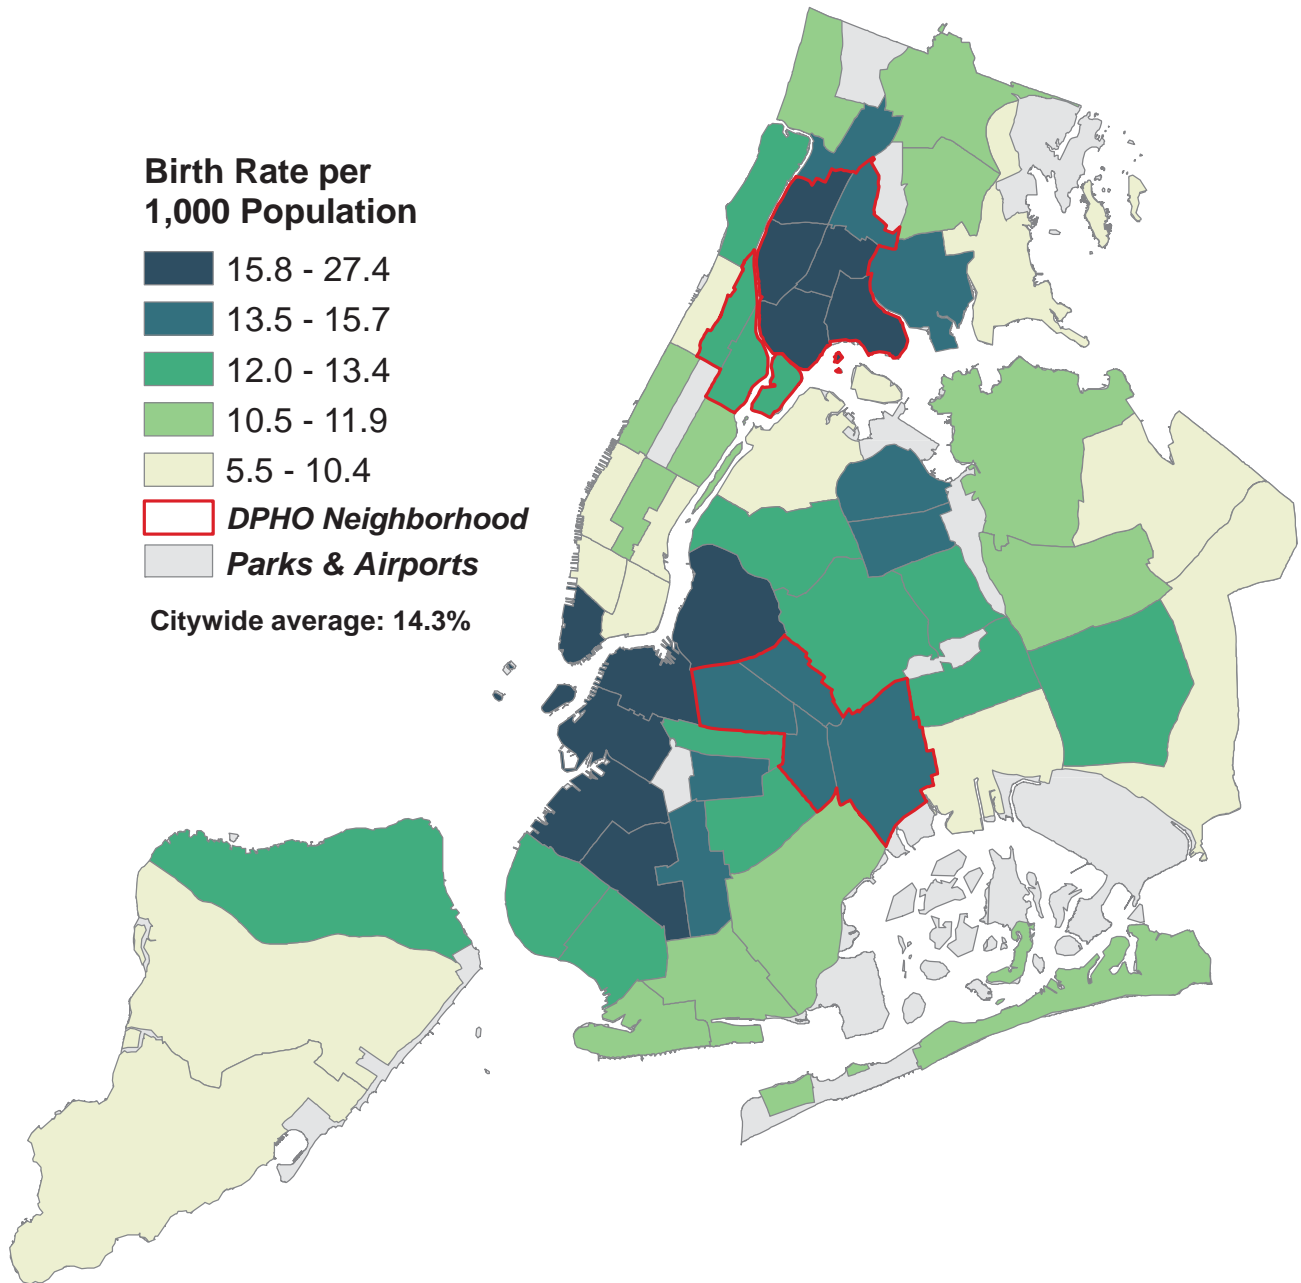 Birth Rate per
1,000 Population
15.8 - 27.4
13.5 - 15.7
12.0 - 13.4
10.5 - 11.9
5.5 - 10.4
DPHO Neighborhood
Parks & Airports
Citywide average: 14.3%